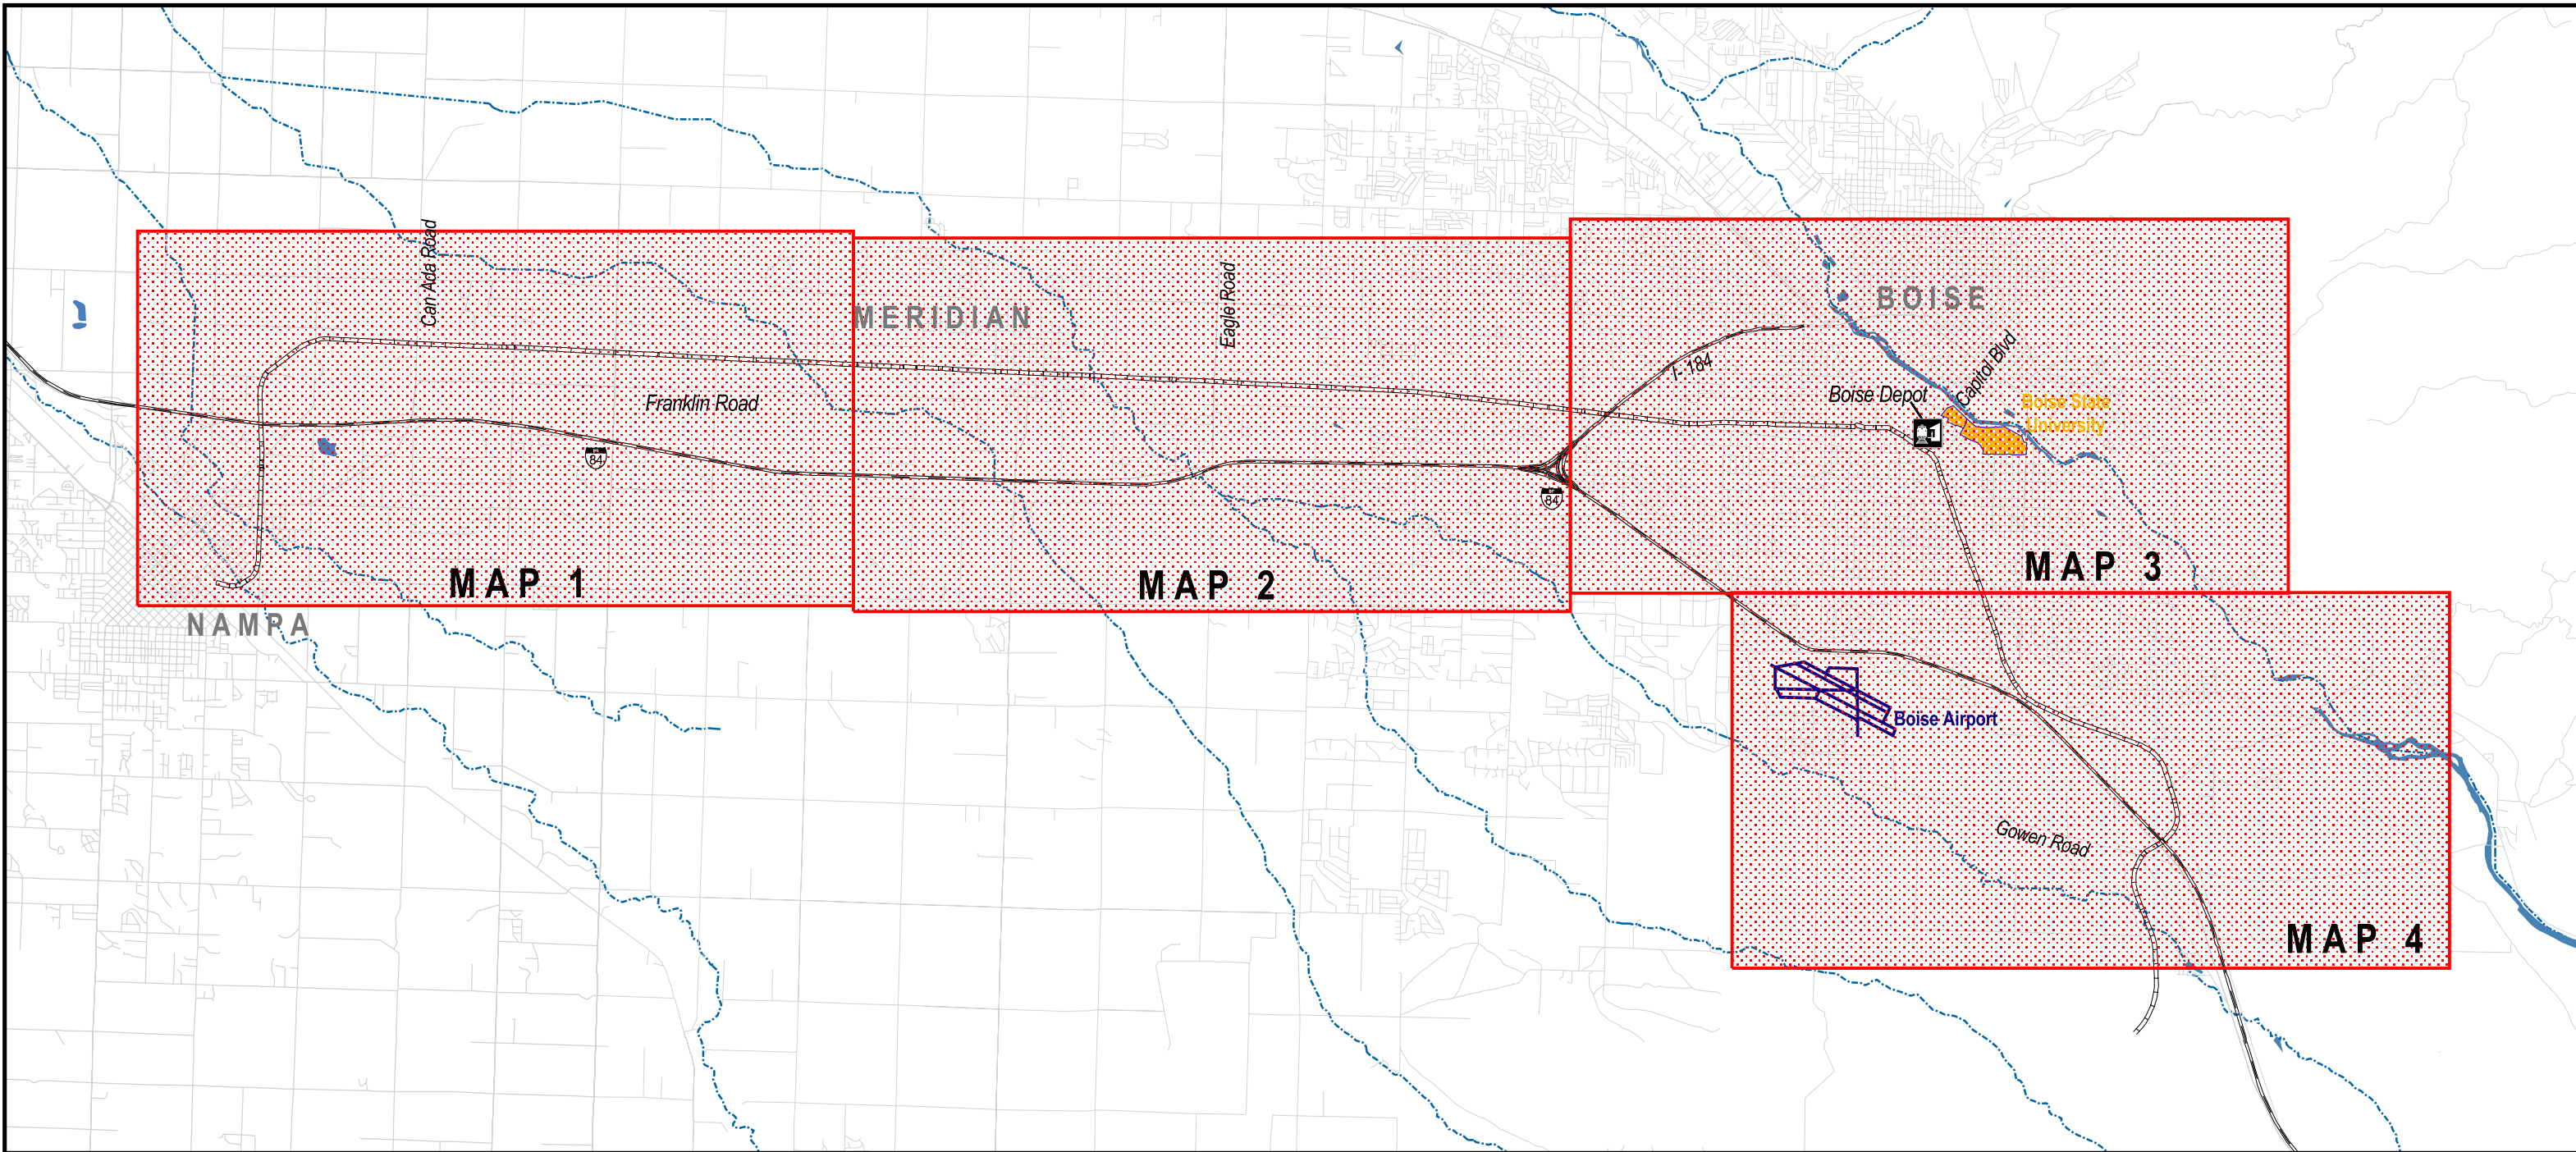 Can Ada Road
MERIDIAN
Eagle Road
BOISE
I-184
Capitol Blvd
Boise Depot
Franklin Road
Boise State
University
84
84
MAP 1
MAP 2
MAP 3
NAMPA
Boise Airport
Gowen Road
MAP 4